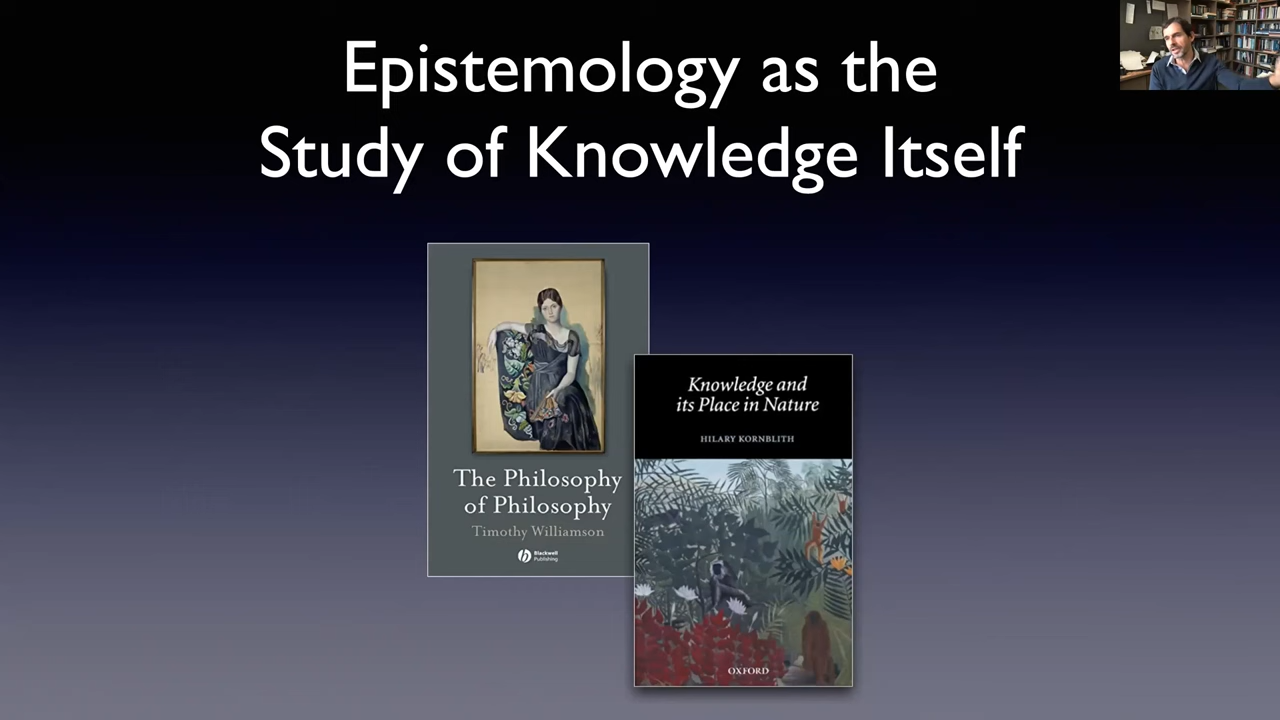 Epistemology as the
Study of Knowledge Itself
The Philosophy
of Philosophy
Timothy Williamson
Blackwell
Publishing
Knowledge and
its Place in Nature
HILARY KORNBLITH
OXFORD